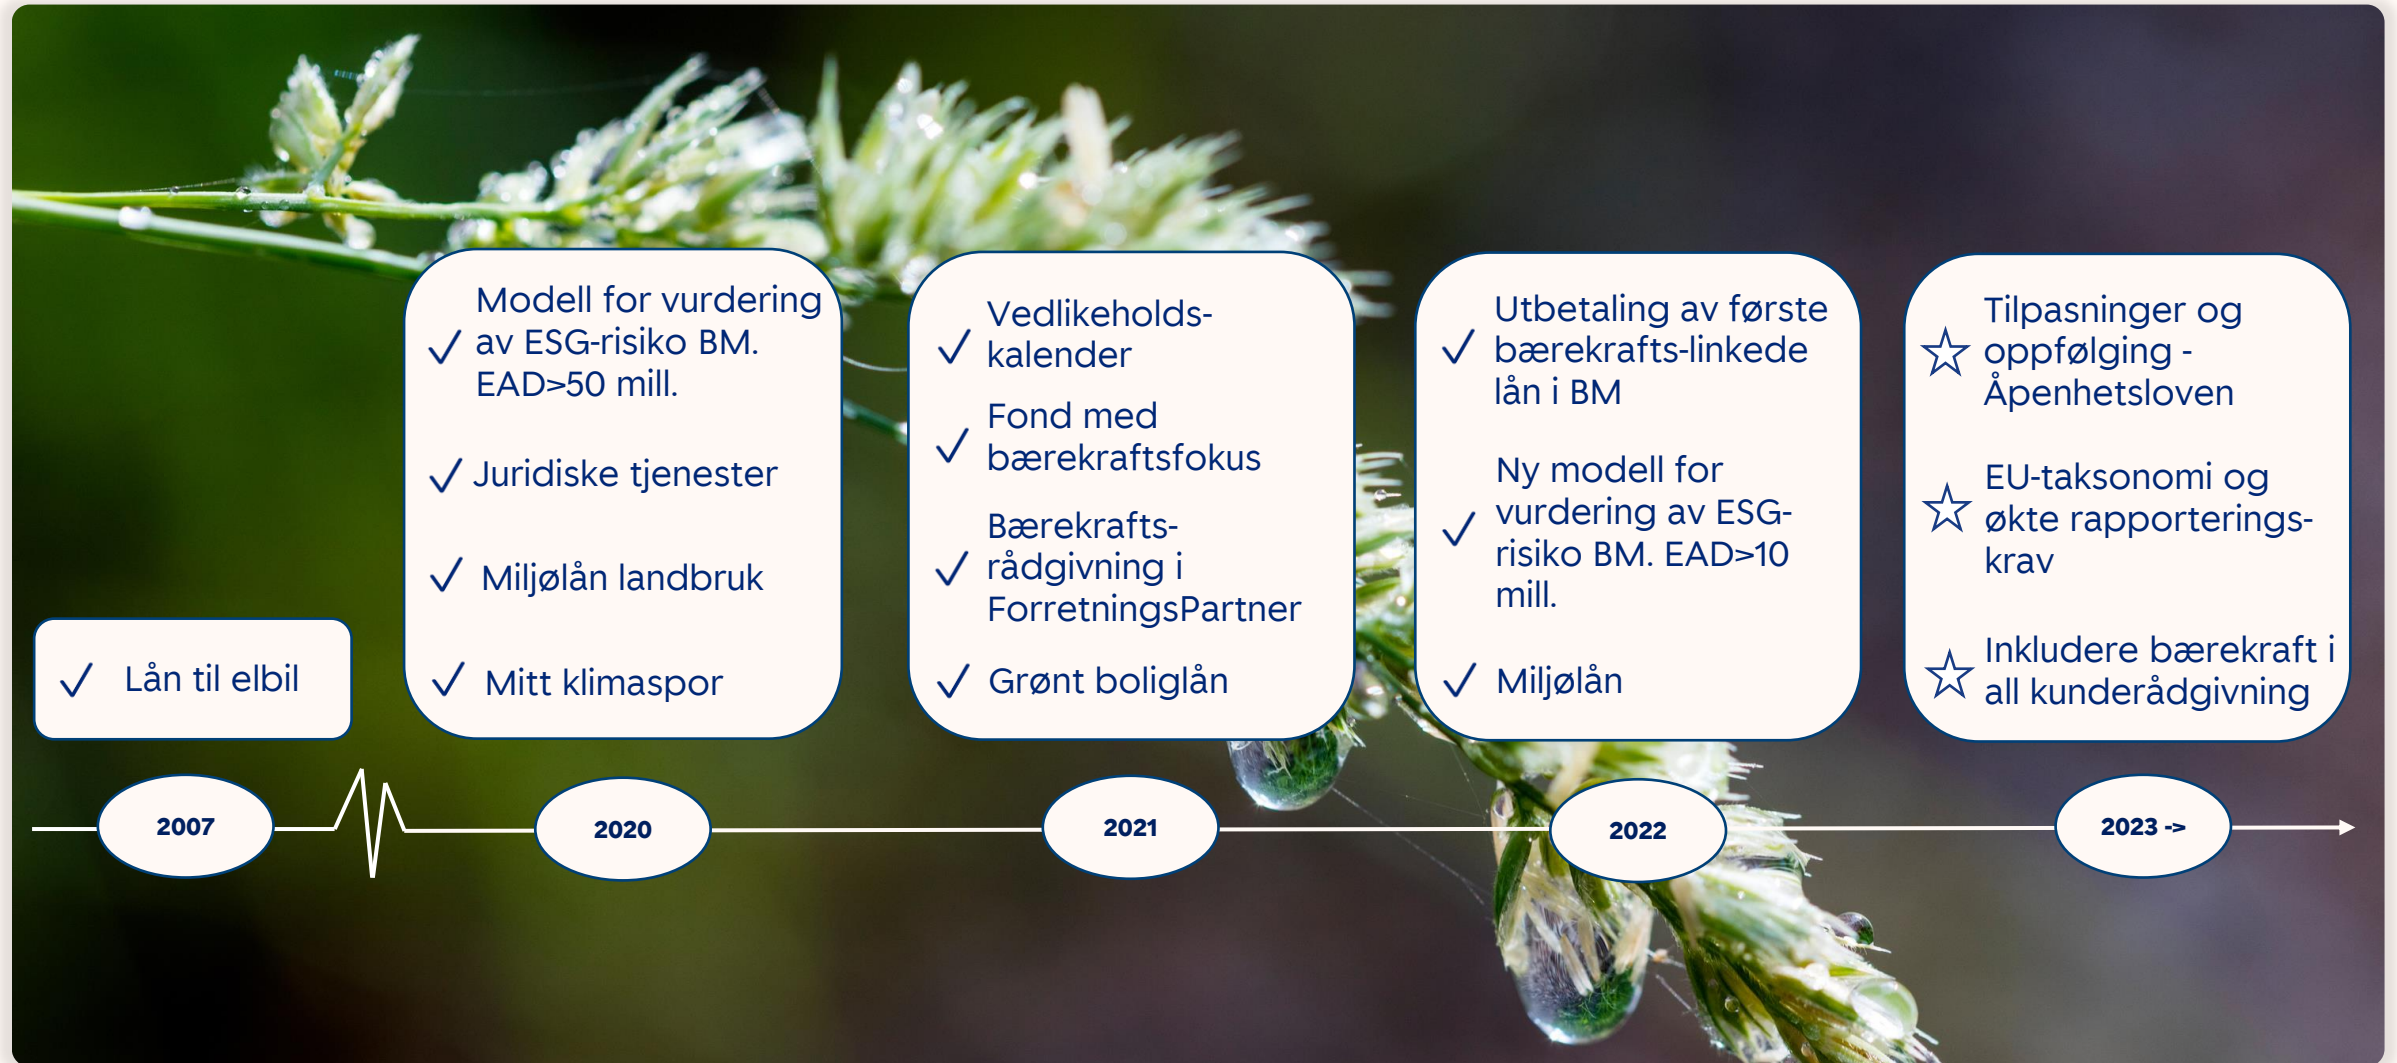 Lån til elbil
Modell for vurdering
av ESG-risiko BM.
EAD>50 mill.
Juridiske tjenester
Miljølån landbruk
Mitt klimaspor
Vedlikeholds-
kalender
Fond med
bærekraftsfokus
Bærekrafts-
rådgivning i
ForretningsPartner
Grønt boliglån
Utbetaling av første
bærekrafts-linkede
lån i BM
Ny modell for
vurdering av ESG-
risiko BM. EAD>10
mill.
Miljølån
Tilpasninger og
oppfølging -
Åpenhetsloven
EU-taksonomi og
økte rapporterings-
krav
Inkludere bærekraft i
all kunderådgivning
2007
2020
2021
2022
2023 ->